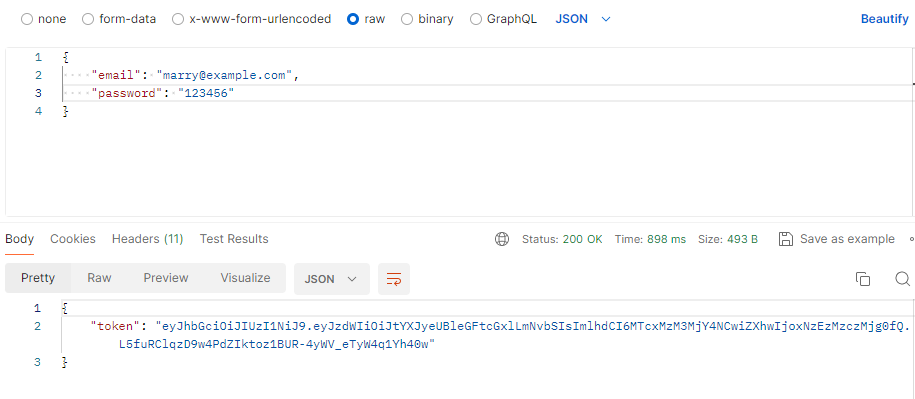 none form-data x-www-form-urlencoded raw binary GraphQL JSON Beautify
1 {
2 "email": "marry@example.com",
3 "password": "123456"
4 }
Body Cookies Headers (11) Test Results Status: 200 OK Time: 898 ms Size: 493 B Save as example
Pretty Raw Preview Visualize JSON
1 {
2 "token": "eyJhbGciOiJIUzI1NiJ9.eyJzdWIiOiJtYXJyeUBleGFtcGxlLmNvbSIsImlhdCI6MTcxMzM3MjY4NCwiZXhwIjoxNzEzMzczMjg0fQ.
L5fuRClqzD9w4PdZIktoz1BUR-4yWV_eTyW4q1Yh40w"
3 }